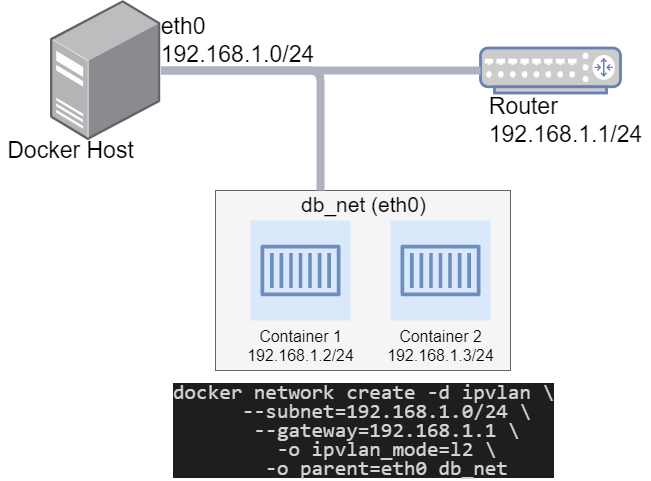 eth0
192.168.1.0/24
Docker Host
Router
192.168.1.1/24
db_net (eth0)
Container 1
192.168.1.2/24
Container 2
192.168.1.3/24
docker network create -d ipvlan \
--subnet=192.168.1.0/24 \
--gateway=192.168.1.1 \
-o ipvlan_mode=l2 \
-o parent=eth0 db_net